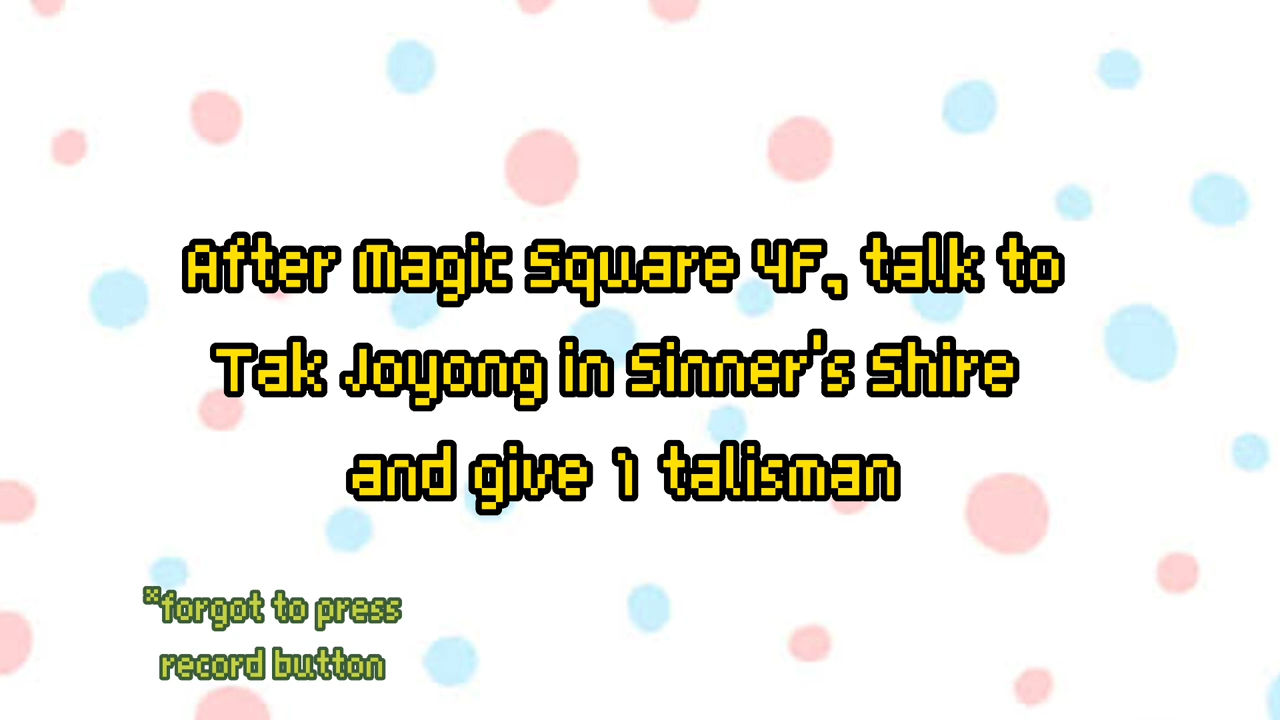 After Magic Square 4F, talk to
Tak Joyong in Sinner's Shire
and give 1 talisman
*forgot to press
record button